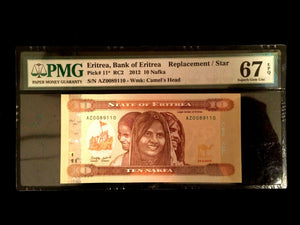 PMG
PAPER MONEY GUARANTY
Eritrea, Bank of Eritrea Replacement / Star
Pick# 11* RC2 2012 10 Nafka
S/N AZ0089110 - Wmk: Camel's Head
67 EPQ
Superb Gem Unc
STATE OF ERITREA
AZ0089110
AZ0089110
TEN NAKFA